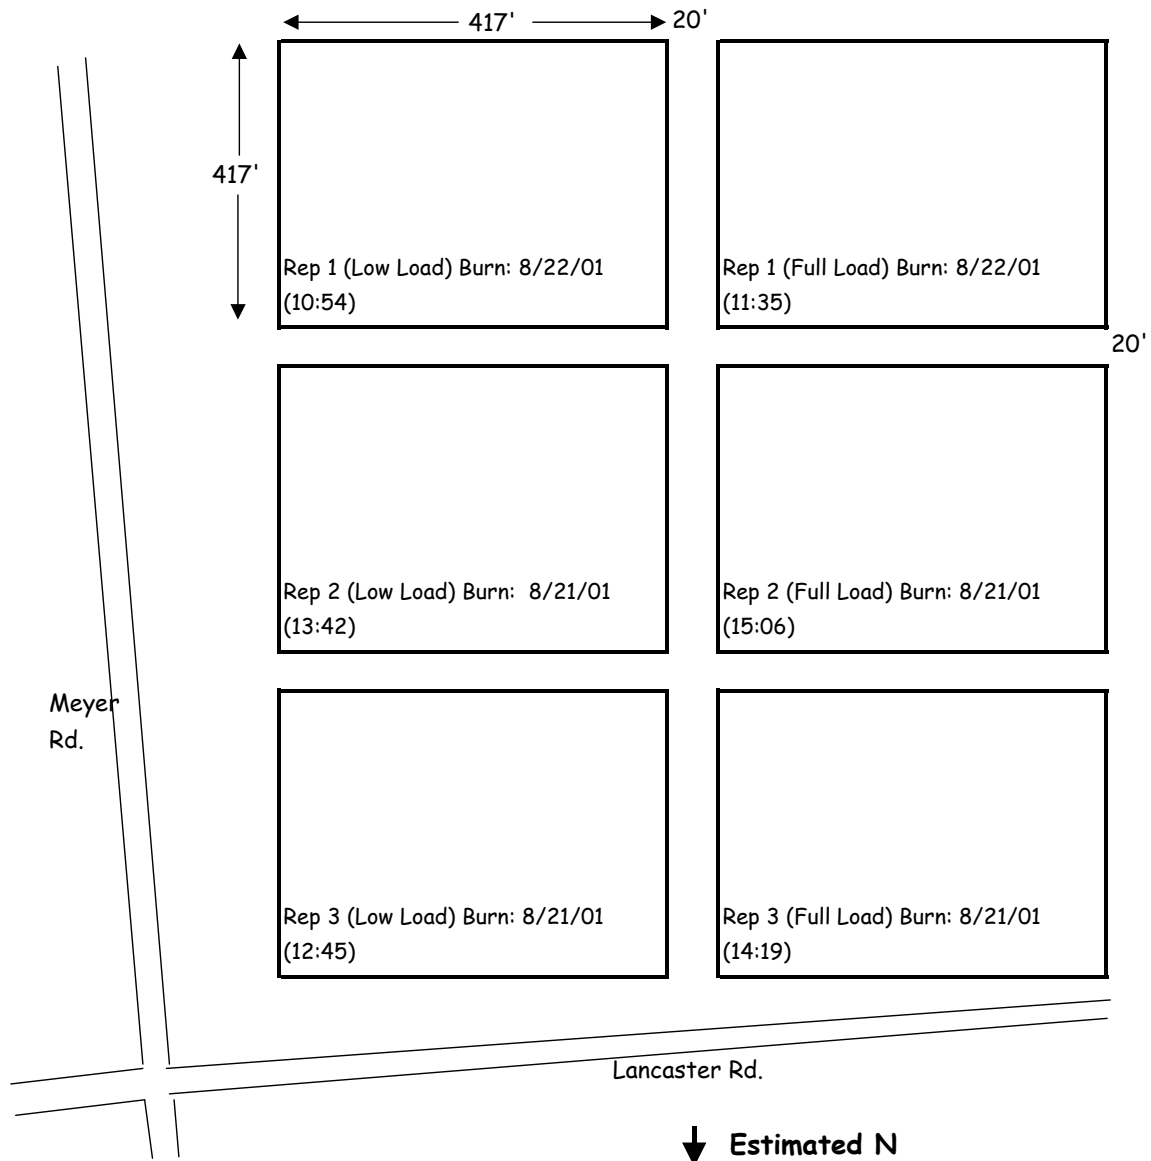 417'
20'
417'
Rep 1 (Low Load) Burn: 8/22/01
(10:54)
Rep 1 (Full Load) Burn: 8/22/01
(11:35)
20'
Rep 2 (Low Load) Burn:  8/21/01
(13:42)
Rep 2 (Full Load) Burn: 8/21/01
(15:06)
Meyer
Rd.
Rep 3 (Low Load) Burn: 8/21/01
(12:45)
Rep 3 (Full Load) Burn: 8/21/01
(14:19)
Lancaster Rd.
Estimated N